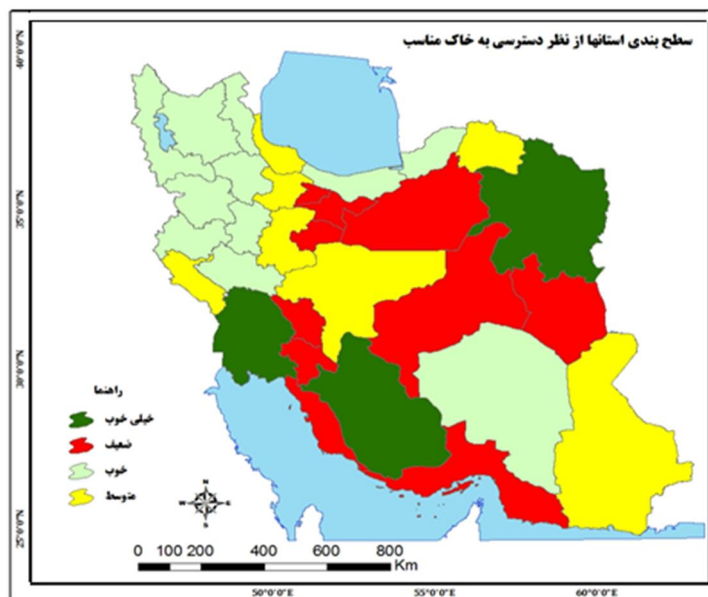 سطح بندی استانها از نظر دسترسی به خاک مناسب
40°0'0"N
35°0'0"N
30°0'0"N
25°0'0"N
راهنما
خیلی خوب
ضعیف
خوب
متوسط
N
W E
S
0 100 200 400 600 800
Km
50°0'0"E 55°0'0"E 60°0'0"E